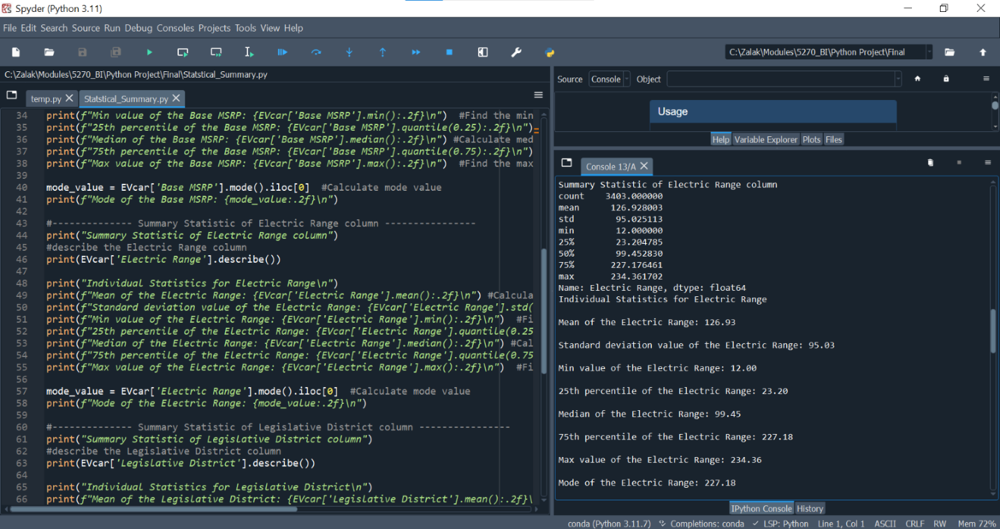 Spyder (Python 3.11)
File Edit Search Source Run Debug Consoles Projects Tools View Help
C:\Zalak\Modules\5270_BI\Python Project\Final
C:\Zalak\Modules\5270_BI\Python Project\Final\Statstical_Summary.py
temp.py Statstical_Summary.py
34 print(f"Min value of the Base MSRP: {EVcar['Base MSRP'].min():.2f}\n")  #Find the min
35 print(f"25th percentile of the Base MSRP: {EVcar['Base MSRP'].quantile(0.25):.2f}\n")
36 print(f"Median of the Base MSRP: {EVcar['Base MSRP'].median():.2f}\n") #Calculate med
37 print(f"75th percentile of the Base MSRP: {EVcar['Base MSRP'].quantile(0.75):.2f}\n")
38 print(f"Max value of the Base MSRP: {EVcar['Base MSRP'].max():.2f}\n")  #Find the max
39
40 mode_value = EVcar['Base MSRP'].mode().iloc[0]  #Calculate mode value
41 print(f"Mode of the Base MSRP: {mode_value:.2f}\n")
42
43 #-------------- Summary Statistic of Electric Range column ----------------
44 print("Summary Statistic of Electric Range column")
45 #describe the Electric Range column
46 print(EVcar['Electric Range'].describe())
47
48 print("Individual Statistics for Electric Range\n")
49 print(f"Mean of the Electric Range: {EVcar['Electric Range'].mean():.2f}\n") #Calcula
50 print(f"Standard deviation value of the Electric Range: {EVcar['Electric Range'].std(
51 print(f"Min value of the Electric Range: {EVcar['Electric Range'].min():.2f}\n")  #Fi
52 print(f"25th percentile of the Electric Range: {EVcar['Electric Range'].quantile(0.25
53 print(f"Median of the Electric Range: {EVcar['Electric Range'].median():.2f}\n") #Cal
54 print(f"75th percentile of the Electric Range: {EVcar['Electric Range'].quantile(0.75
55 print(f"Max value of the Electric Range: {EVcar['Electric Range'].max():.2f}\n")  #Fi
56
57 mode_value = EVcar['Electric Range'].mode().iloc[0]  #Calculate mode value
58 print(f"Mode of the Electric Range: {mode_value:.2f}\n")
59
60 #-------------- Summary Statistic of Legislative District column ----------------
61 print("Summary Statistic of Legislative District column")
62 #describe the Legislative District column
63 print(EVcar['Legislative District'].describe())
64
65 print("Individual Statistics for Legislative District\n")
66 print(f"Mean of the Legislative District: {EVcar['Legislative District'].mean():.2f}\
Source Console Object
Usage
Help Variable Explorer Plots Files
Console 13/A
Summary Statistic of Electric Range column
count 3403.000000
mean 126.928003
std 95.025113
min 12.000000
25% 23.204785
50% 99.452830
75% 227.176461
max 234.361702
Name: Electric Range, dtype: float64
Individual Statistics for Electric Range
Mean of the Electric Range: 126.93
Standard deviation value of the Electric Range: 95.03
Min value of the Electric Range: 12.00
25th percentile of the Electric Range: 23.20
Median of the Electric Range: 99.45
75th percentile of the Electric Range: 227.18
Max value of the Electric Range: 234.36
Mode of the Electric Range: 227.18
IPython Console History
conda (Python 3.11.7) Completions: conda LSP: Python Line 1, Col 1 ASCII CRLF RW Mem 72%